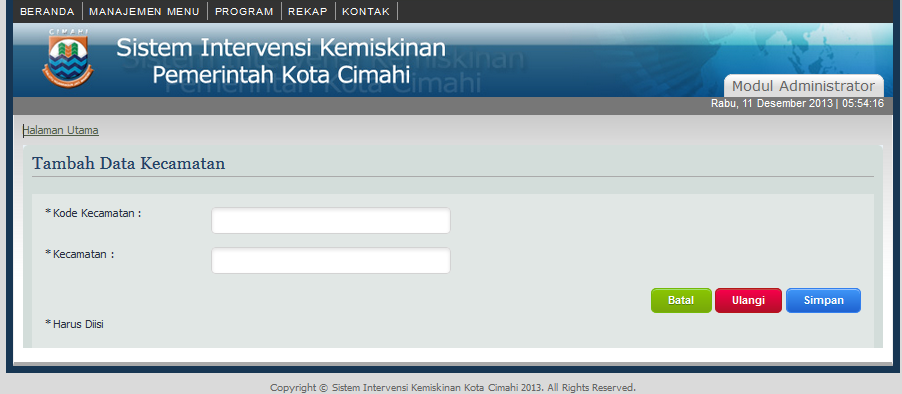 BERANDA | MANAJEMEN MENU | PROGRAM | REKAP | KONTAK |
CIMAHI
Sistem Intervensi Kemiskinan
Pemerintah Kota Cimahi
Modul Administrator
Rabu, 11 Desember 2013 | 05:54:16
Halaman Utama
Tambah Data Kecamatan
*Kode Kecamatan :
*Kecamatan :
Batal Ulangi Simpan
*Harus Diisi
Copyright © Sistem Intervensi Kemiskinan Kota Cimahi 2013. All Rights Reserved.